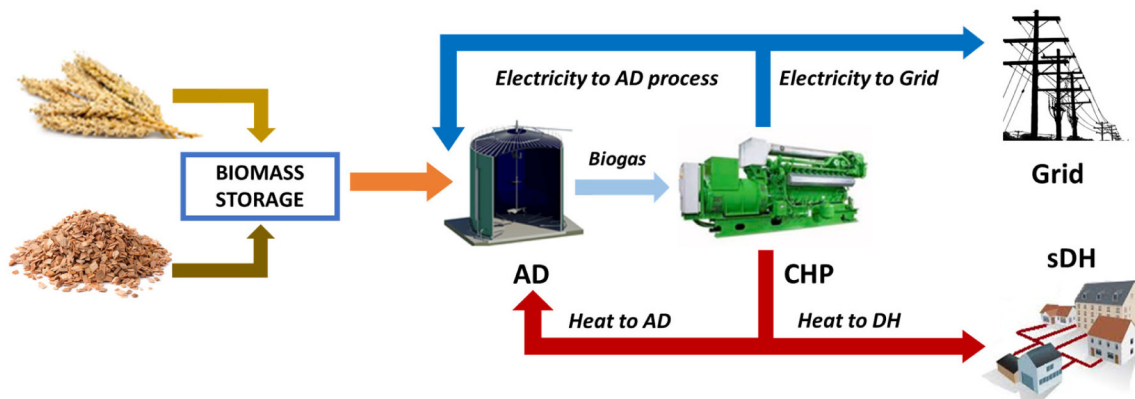 Electricity to AD process
Electricity to Grid
BIOMASS
STORAGE
Biogas
Grid
AD
CHP
sDH
Heat to AD
Heat to DH